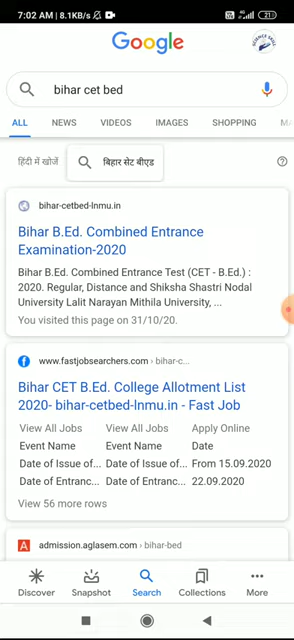 7:02 AM | 8.1KB/s
21
Google
SCIENCE SKILL
bihar cet bed
ALL NEWS VIDEOS IMAGES SHOPPING MA
हिंदी में खोजें बिहार सेट बीएड
bihar-cetbed-lnmu.in
Bihar B.Ed. Combined Entrance
Examination-2020
Bihar B.Ed. Combined Entrance Test (CET - B.Ed.) :
2020. Regular, Distance and Shiksha Shastri Nodal
University Lalit Narayan Mithila University, ...
You visited this page on 31/10/20.
www.fastjobsearchers.com › bihar-c...
Bihar CET B.Ed. College Allotment List
2020- bihar-cetbed-lnmu.in - Fast Job
View All Jobs View All Jobs Apply Online
Event Name Event Name Date
Date of Issue of... Date of Issue of... From 15.09.2020
Date of Entranc... Date of Entranc... 22.09.2020
View 56 more rows
admission.aglasem.com › bihar-bed
Discover Snapshot Search Collections More